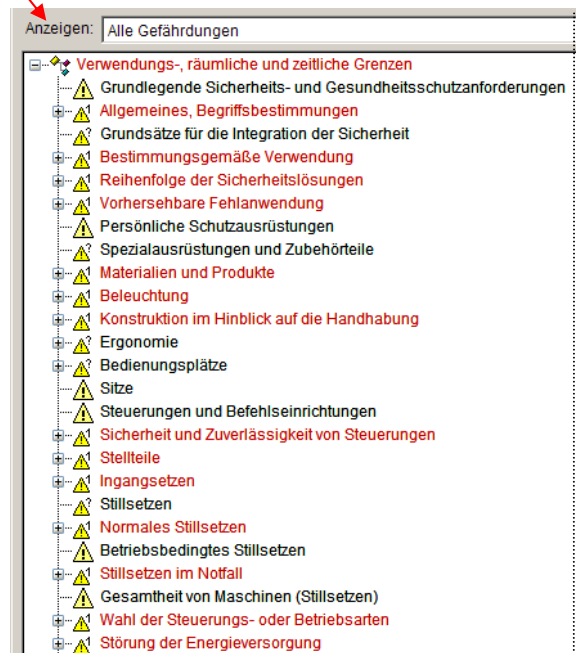 Anzeigen: Alle Gefährdungen
Verwendungs-, räumliche und zeitliche Grenzen
Grundlegende Sicherheits- und Gesundheitsschutzanforderungen
Allgemeines, Begriffsbestimmungen
Grundsätze für die Integration der Sicherheit
Bestimmungsgemäße Verwendung
Reihenfolge der Sicherheitslösungen
Vorhersehbare Fehlanwendung
Persönliche Schutzausrüstungen
Spezialausrüstungen und Zubehörteile
Materialien und Produkte
Beleuchtung
Konstruktion im Hinblick auf die Handhabung
Ergonomie
Bedienungsplätze
Sitze
Steuerungen und Befehlseinrichtungen
Sicherheit und Zuverlässigkeit von Steuerungen
Stellteile
Ingangsetzen
Stillsetzen
Normales Stillsetzen
Betriebsbedingtes Stillsetzen
Stillsetzen im Notfall
Gesamtheit von Maschinen (Stillsetzen)
Wahl der Steuerungs- oder Betriebsarten
Störung der Energieversorgung